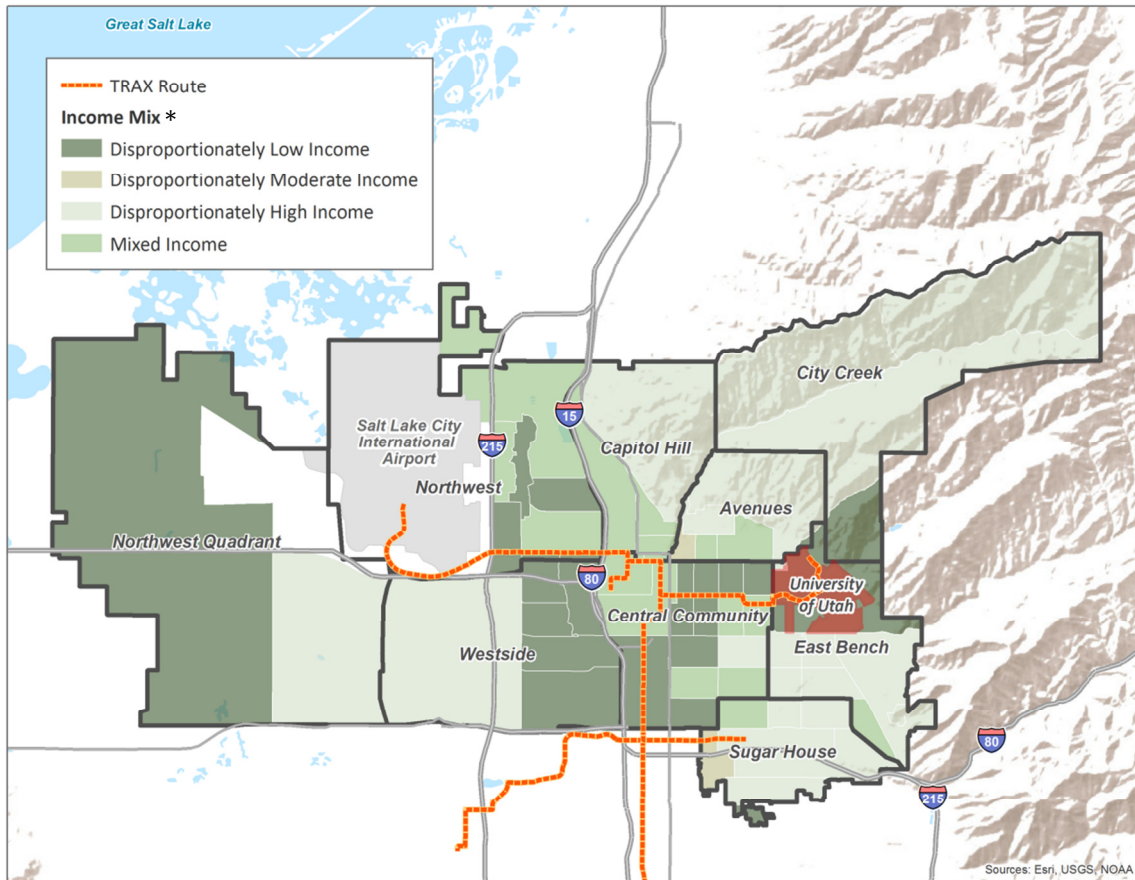 Great Salt Lake
TRAX Route
Income Mix *
Disproportionately Low Income
Disproportionately Moderate Income
Disproportionately High Income
Mixed Income
City Creek
Salt Lake City
International
Airport
215
15
Capitol Hill
Northwest
Avenues
Northwest Quadrant
80
University
of Utah
Central Community
Westside
East Bench
Sugar House
80
215
Sources: Esri, USGS, NOAA